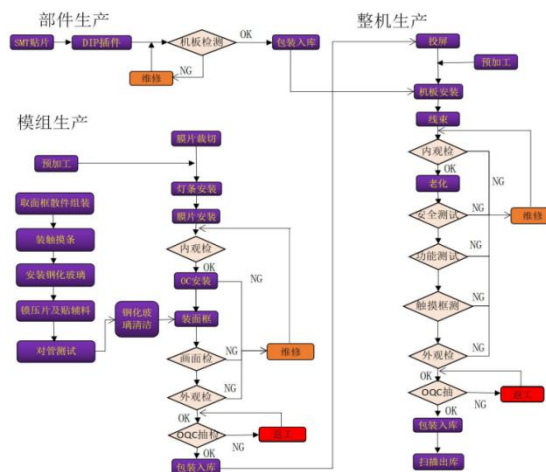 部件生产
SMT贴片
DIP插件
机板检测
OK
包装入库
NG
维修
整机生产
投屏
预加工
机板安装
线束
内观检
OK
NG
老化
安全测试
NG
维修
功能测试
NG
触摸框测
NG
外观检
OK
OQC抽
NG
返工
OK
包装入库
扫描出库
模组生产
膜片裁切
预加工
灯条安装
膜片安装
内观检
OK
NG
OC安装
取面框散件组装
装触摸条
安装钢化玻璃
锁压片及贴辅料
对管测试
钢化玻
璃清洁
装面框
画面检
NG
维修
外观检
NG
OK
OQC抽检
NG
返工
OK
包装入库